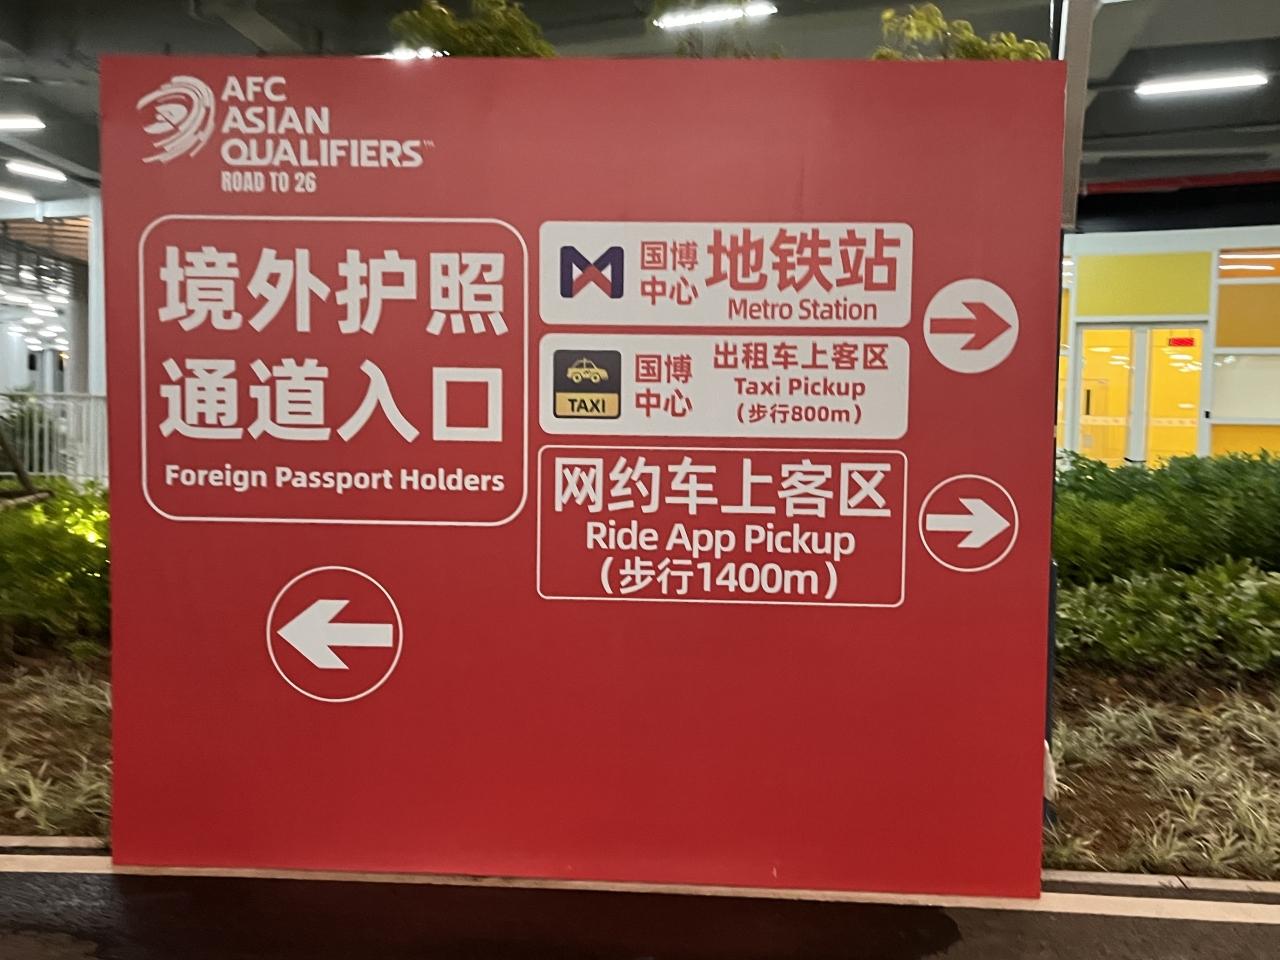 AFC
ASIAN
QUALIFIERS™
ROAD TO 26
境外护照
通道入口
Foreign Passport Holders
国博
中心
地铁站
Metro Station
TAXI
国博
中心
出租车上客区
Taxi Pickup
（步行800m）
网约车上客区
Ride App Pickup
（步行1400m）